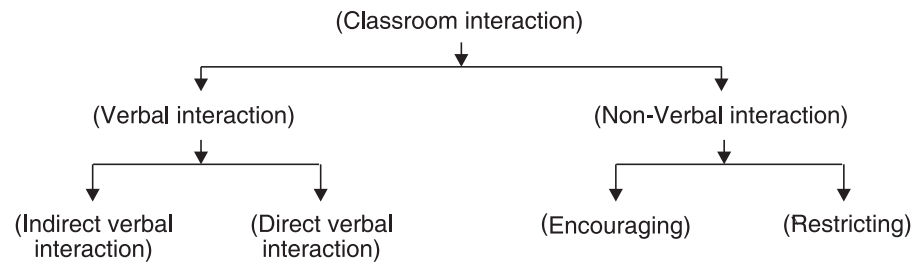 (Classroom interaction)
(Verbal interaction)
(Non-Verbal interaction)
(Indirect verbal
interaction)
(Direct verbal
interaction)
(Encouraging)
(Restricting)